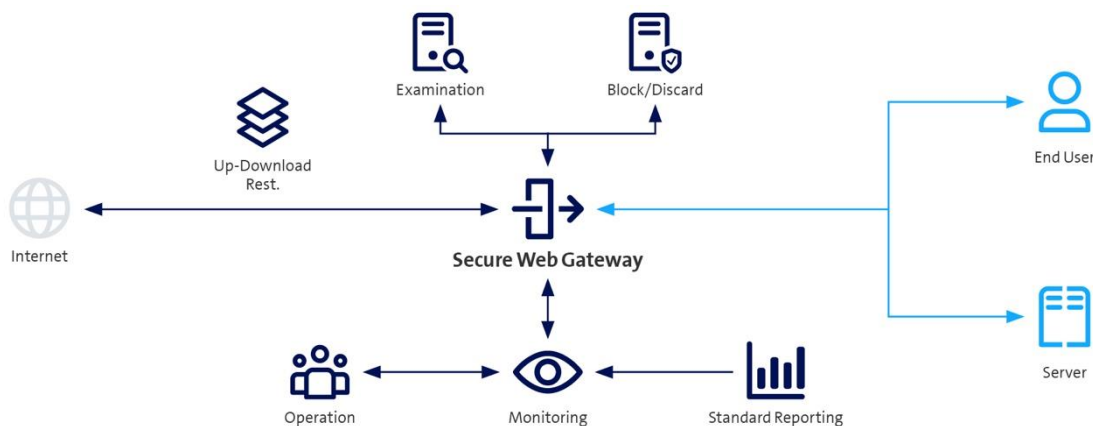 Examination
Block/Discard
Up-Download
Rest.
End User
Internet
Secure Web Gateway
Server
Operation
Monitoring
Standard Reporting